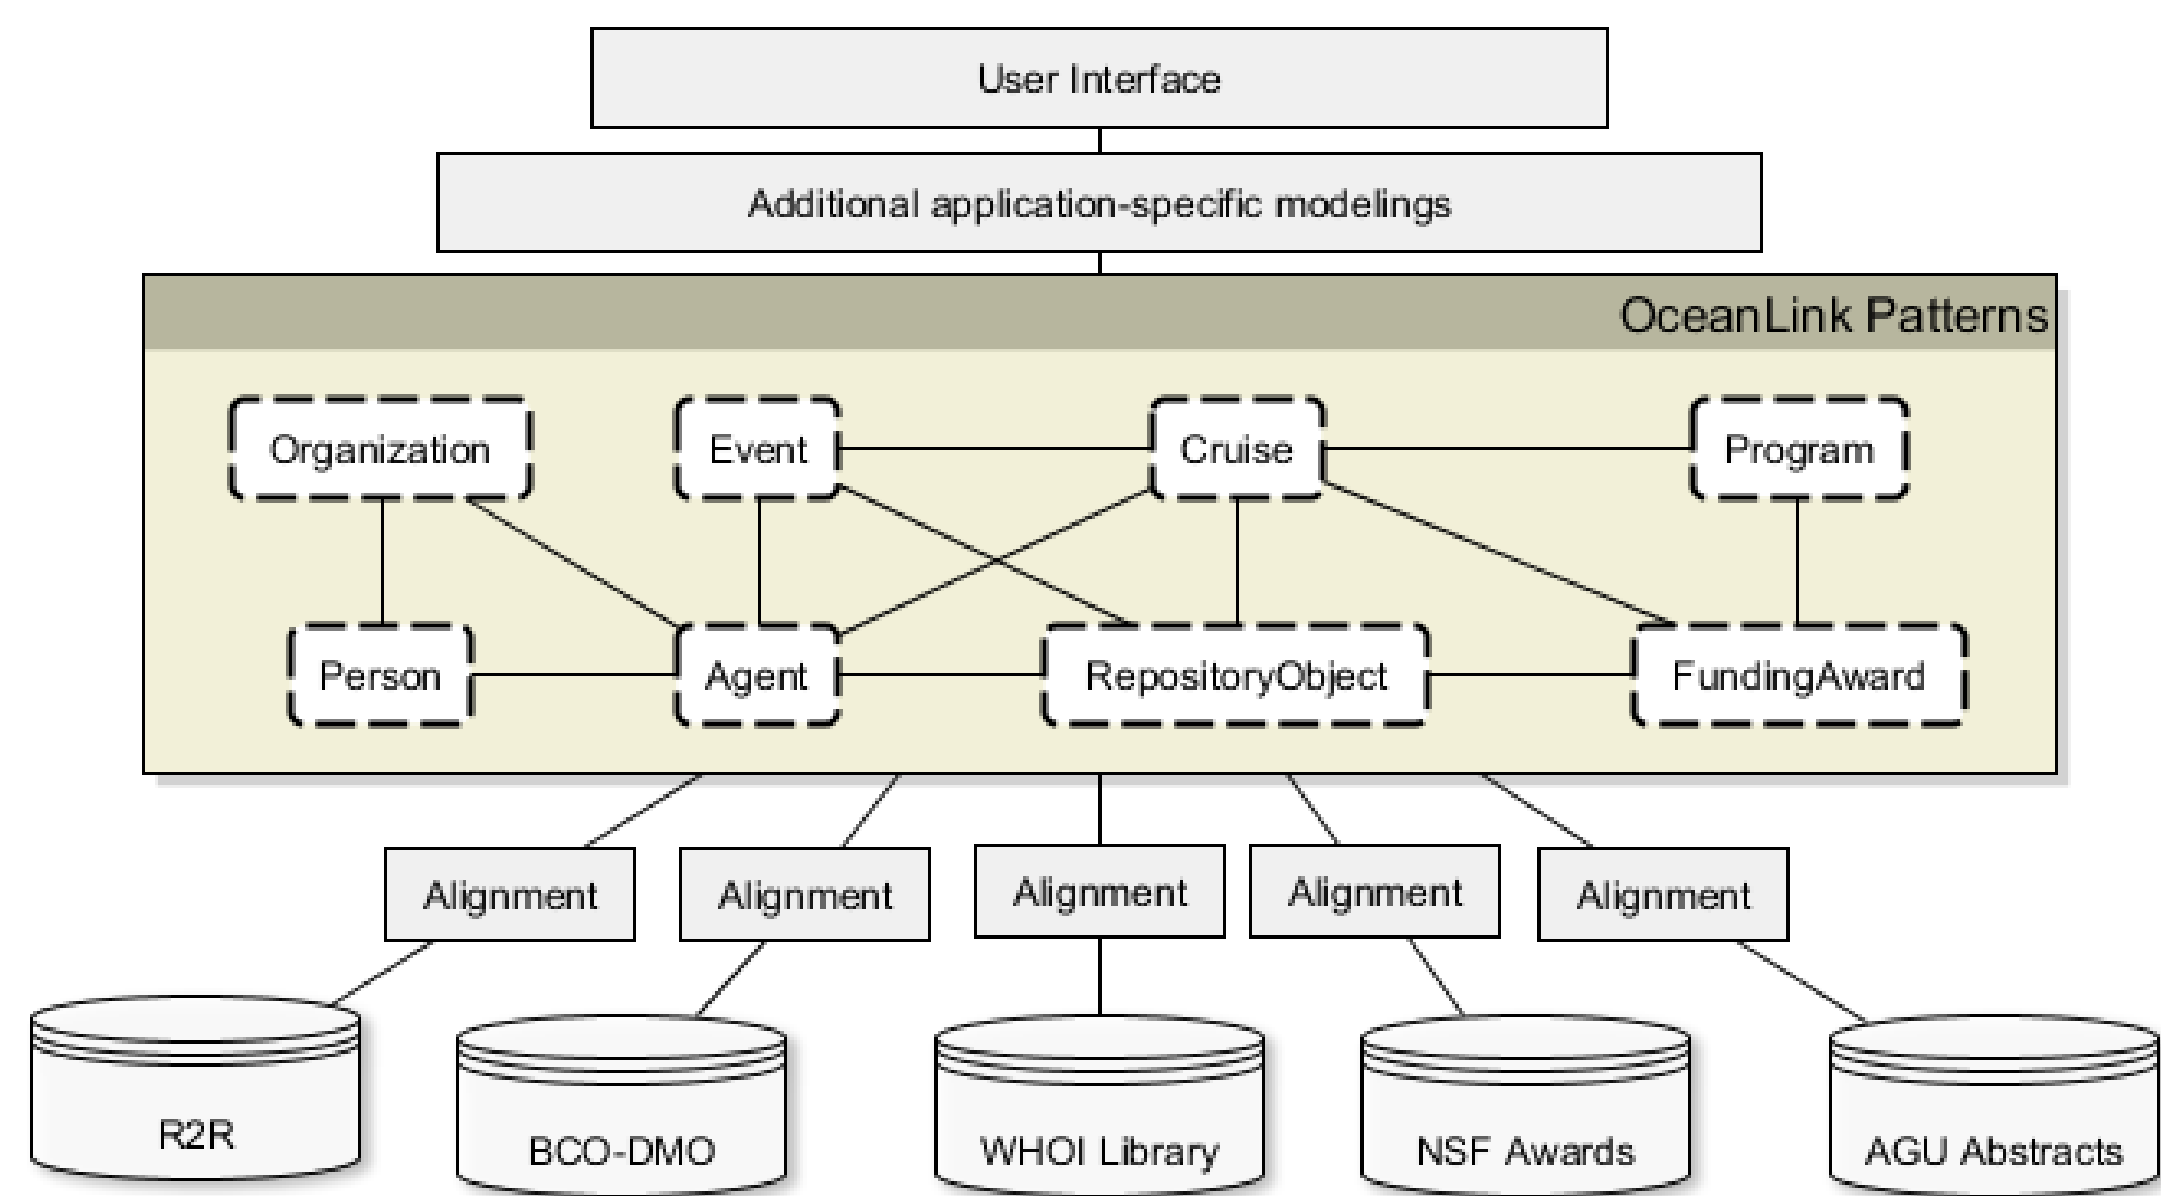 User Interface
Additional application-specific modelings
OceanLink Patterns
Organization
Event
Cruise
Program
Person
Agent
RepositoryObject
FundingAward
Alignment
Alignment
Alignment
Alignment
Alignment
R2R
BCO-DMO
WHOI Library
NSF Awards
AGU Abstracts